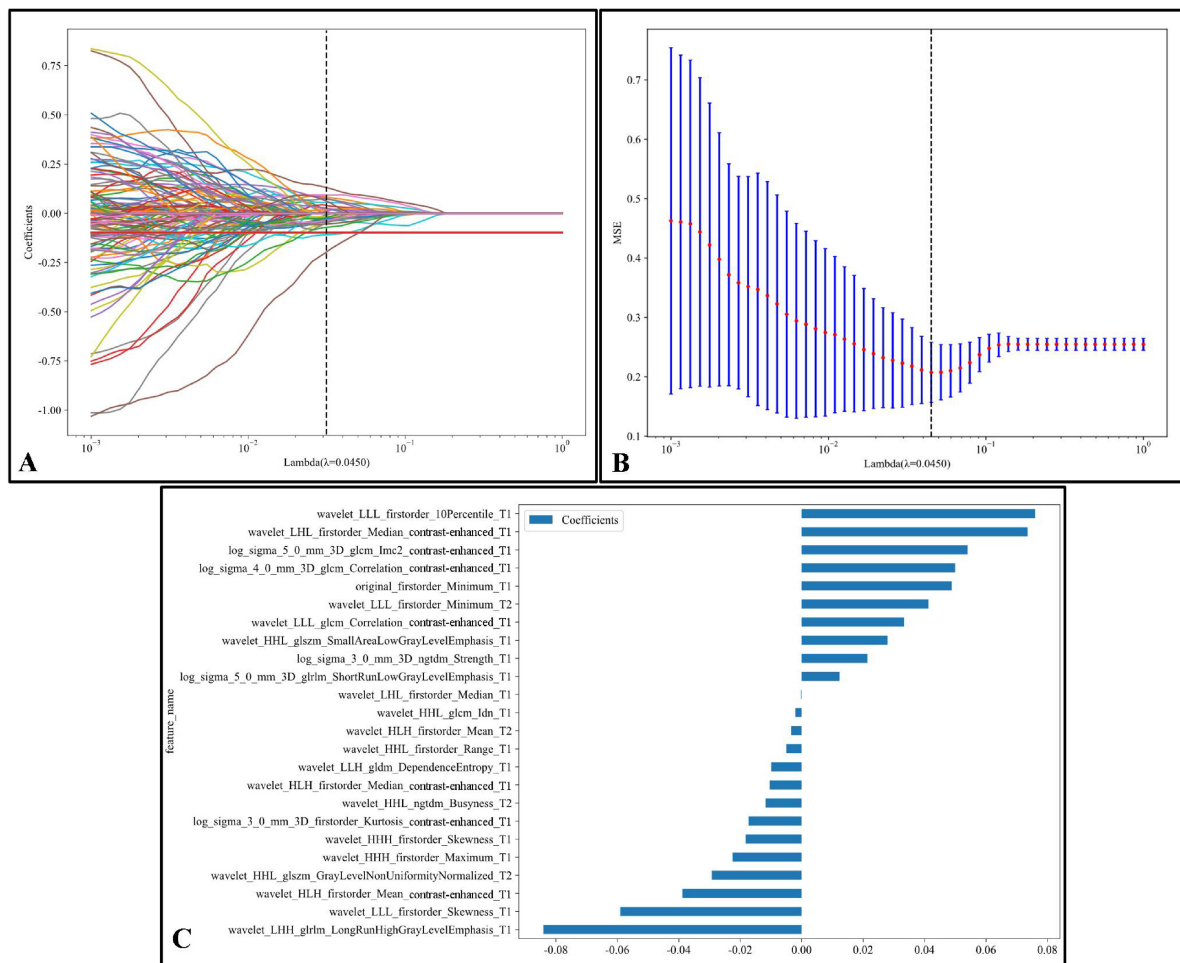 0.75
0.50
0.25
0.00
-0.25
-0.50
-0.75
-1.00
Coefficients
10⁻³
10⁻²
10⁻¹
10⁰
Lambda(λ=0.0450)
A
0.7
0.6
0.5
0.4
0.3
0.2
0.1
MSE
10⁻³
10⁻²
10⁻¹
10⁰
Lambda(λ=0.0450)
B
Coefficients
feature_name
wavelet_LLL_firstorder_10Percentile_T1
wavelet_LHL_firstorder_Median_contrast-enhanced_T1
log_sigma_5_0_mm_3D_glcm_Imc2_contrast-enhanced_T1
log_sigma_4_0_mm_3D_glcm_Correlation_contrast-enhanced_T1
original_firstorder_Minimum_T1
wavelet_LLL_firstorder_Minimum_T2
wavelet_LLL_glcm_Correlation_contrast-enhanced_T1
wavelet_HHL_glszm_SmallAreaLowGrayLevelEmphasis_T1
log_sigma_3_0_mm_3D_ngtdm_Strength_T1
log_sigma_5_0_mm_3D_glrlm_ShortRunLowGrayLevelEmphasis_T1
wavelet_LHL_firstorder_Median_T1
wavelet_HHL_glcm_Idn_T1
wavelet_HLH_firstorder_Mean_T2
wavelet_HHL_firstorder_Range_T1
wavelet_LLH_gldm_DependenceEntropy_T1
wavelet_HLH_firstorder_Median_contrast-enhanced_T1
wavelet_HHL_ngtdm_Busyness_T2
log_sigma_3_0_mm_3D_firstorder_Kurtosis_contrast-enhanced_T1
wavelet_HHH_firstorder_Skewness_T1
wavelet_HHH_firstorder_Maximum_T1
wavelet_HHL_glszm_GrayLevelNonUniformityNormalized_T2
wavelet_HLH_firstorder_Mean_contrast-enhanced_T1
wavelet_LLL_firstorder_Skewness_T1
wavelet_LHH_glrlm_LongRunHighGrayLevelEmphasis_T1
-0.08
-0.06
-0.04
-0.02
0.00
0.02
0.04
0.06
0.08
C